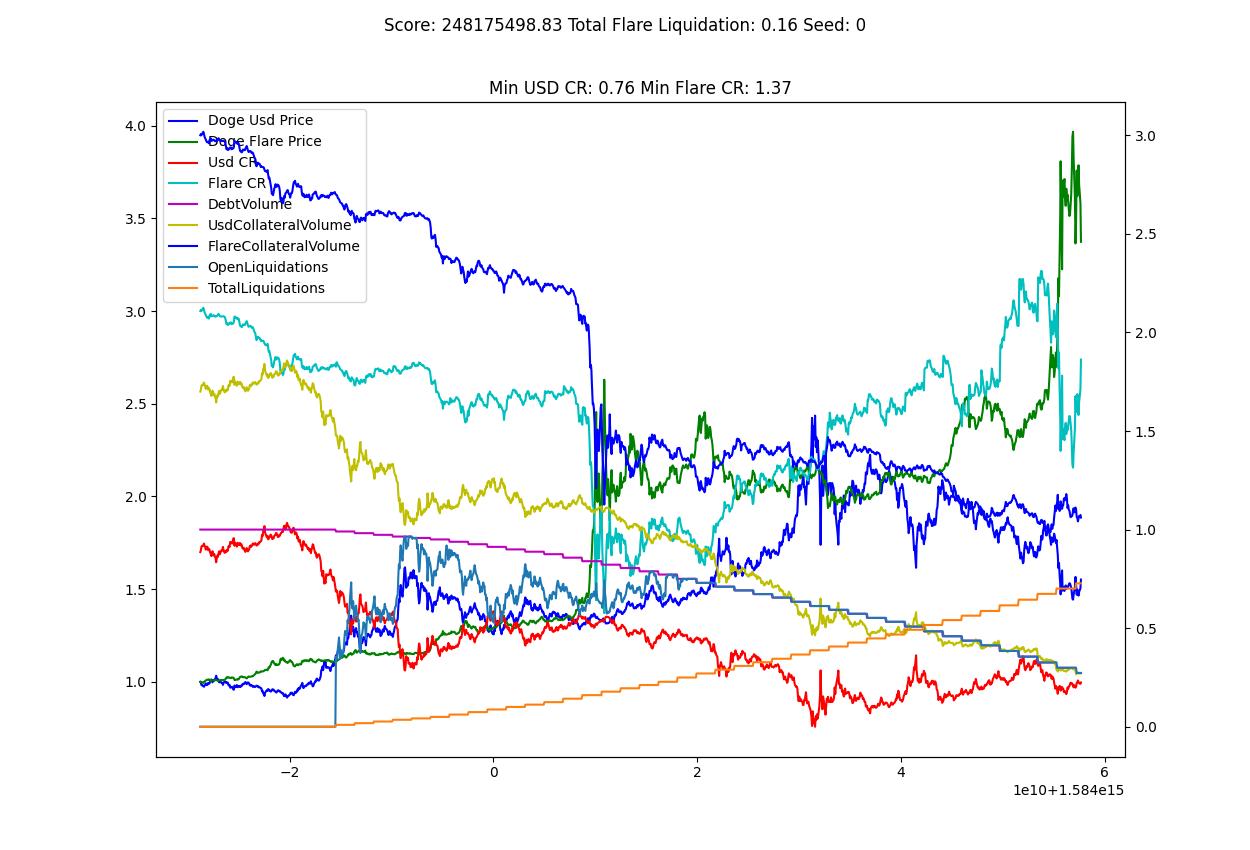 Score: 248175498.83 Total Flare Liquidation: 0.16 Seed: 0
Min USD CR: 0.76 Min Flare CR: 1.37
Doge Usd Price
Doge Flare Price
Usd CR
Flare CR
DebtVolume
UsdCollateralVolume
FlareCollateralVolume
OpenLiquidations
TotalLiquidations
4.0
3.5
3.0
2.5
2.0
1.5
1.0
3.0
2.5
2.0
1.5
1.0
0.5
0.0
−2
0
2
4
6
1e10+1.584e15